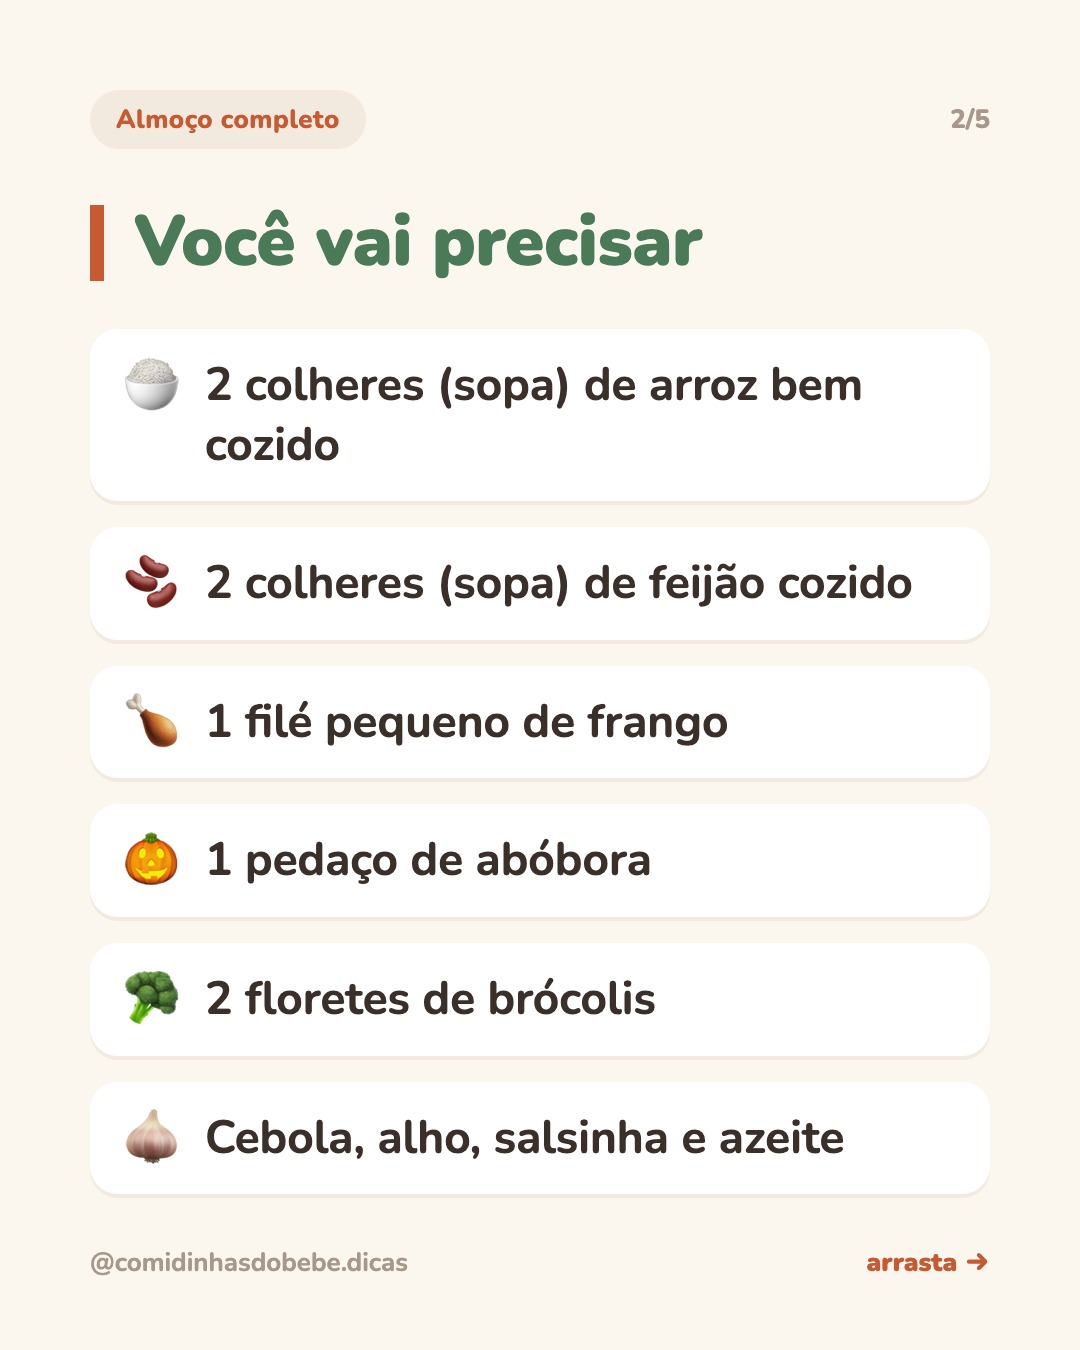 Almoço completo
2/5
Você vai precisar
2 colheres (sopa) de arroz bem
cozido
2 colheres (sopa) de feijão cozido
1 filé pequeno de frango
1 pedaço de abóbora
2 floretes de brócolis
Cebola, alho, salsinha e azeite
@comidinhasdobebe.dicas
arrasta →